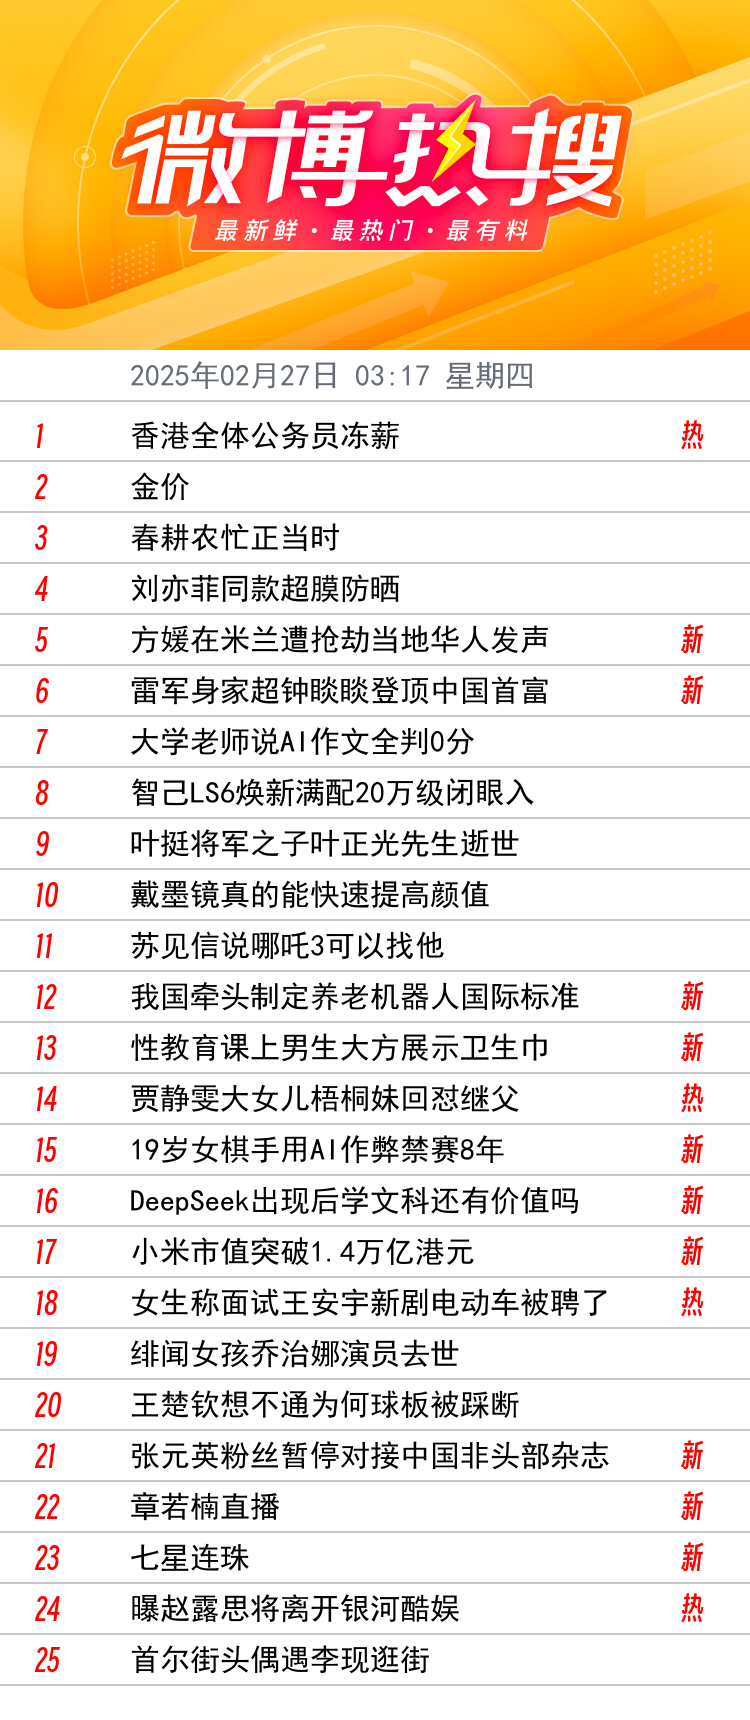 微博热搜
最新鲜·最热门·最有料
2025年02月27日 03:17 星期四
1 香港全体公务员冻薪 热
2 金价
3 春耕农忙正当时
4 刘亦菲同款超膜防晒
5 方媛在米兰遭抢劫当地华人发声 新
6 雷军身家超钟睒睒登顶中国首富 新
7 大学老师说AI作文全判0分
8 智己LS6焕新满配20万级闭眼入
9 叶挺将军之子叶正光先生逝世
10 戴墨镜真的能快速提高颜值
11 苏见信说哪吒3可以找他
12 我国牵头制定养老机器人国际标准 新
13 性教育课上男生大方展示卫生巾 新
14 贾静雯大女儿梧桐妹回怼继父 热
15 19岁女棋手用AI作弊禁赛8年 新
16 DeepSeek出现后学文科还有价值吗 新
17 小米市值突破1.4万亿港元 新
18 女生称面试王安宇新剧电动车被聘了 热
19 绯闻女孩乔治娜演员去世
20 王楚钦想不通为何球板被踩断
21 张元英粉丝暂停对接中国非头部杂志 新
22 章若楠直播 新
23 七星连珠 新
24 曝赵露思将离开银河酷娱 热
25 首尔街头偶遇李现逛街